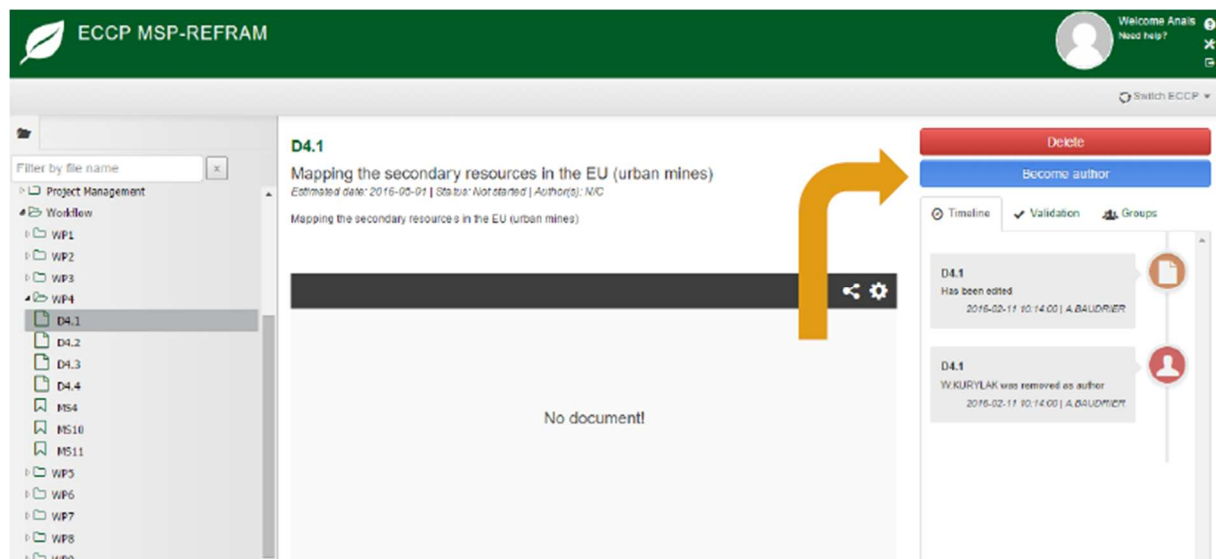 ECCP MSP-REFRAM
Welcome Anais
Need help?
Switch ECCP
Filter by file name
x
Project Management
Workflow
WP1
WP2
WP3
WP4
D4.1
D4.2
D4.3
D4.4
MS4
MS10
MS11
WP5
WP6
WP7
WP8
WP9
D4.1
Mapping the secondary resources in the EU (urban mines)
Estimated date: 2016-05-01 | Status: Not started | Author(s): N/C
Mapping the secondary resources in the EU (urban mines)
No document!
Delete
Become author
Timeline Validation Groups
D4.1
Has been edited
2016-02-11 10:14:00 | A.BAUDRIER
D4.1
W.KURYLAK was removed as author
2016-02-11 10:14:00 | A.BAUDRIER